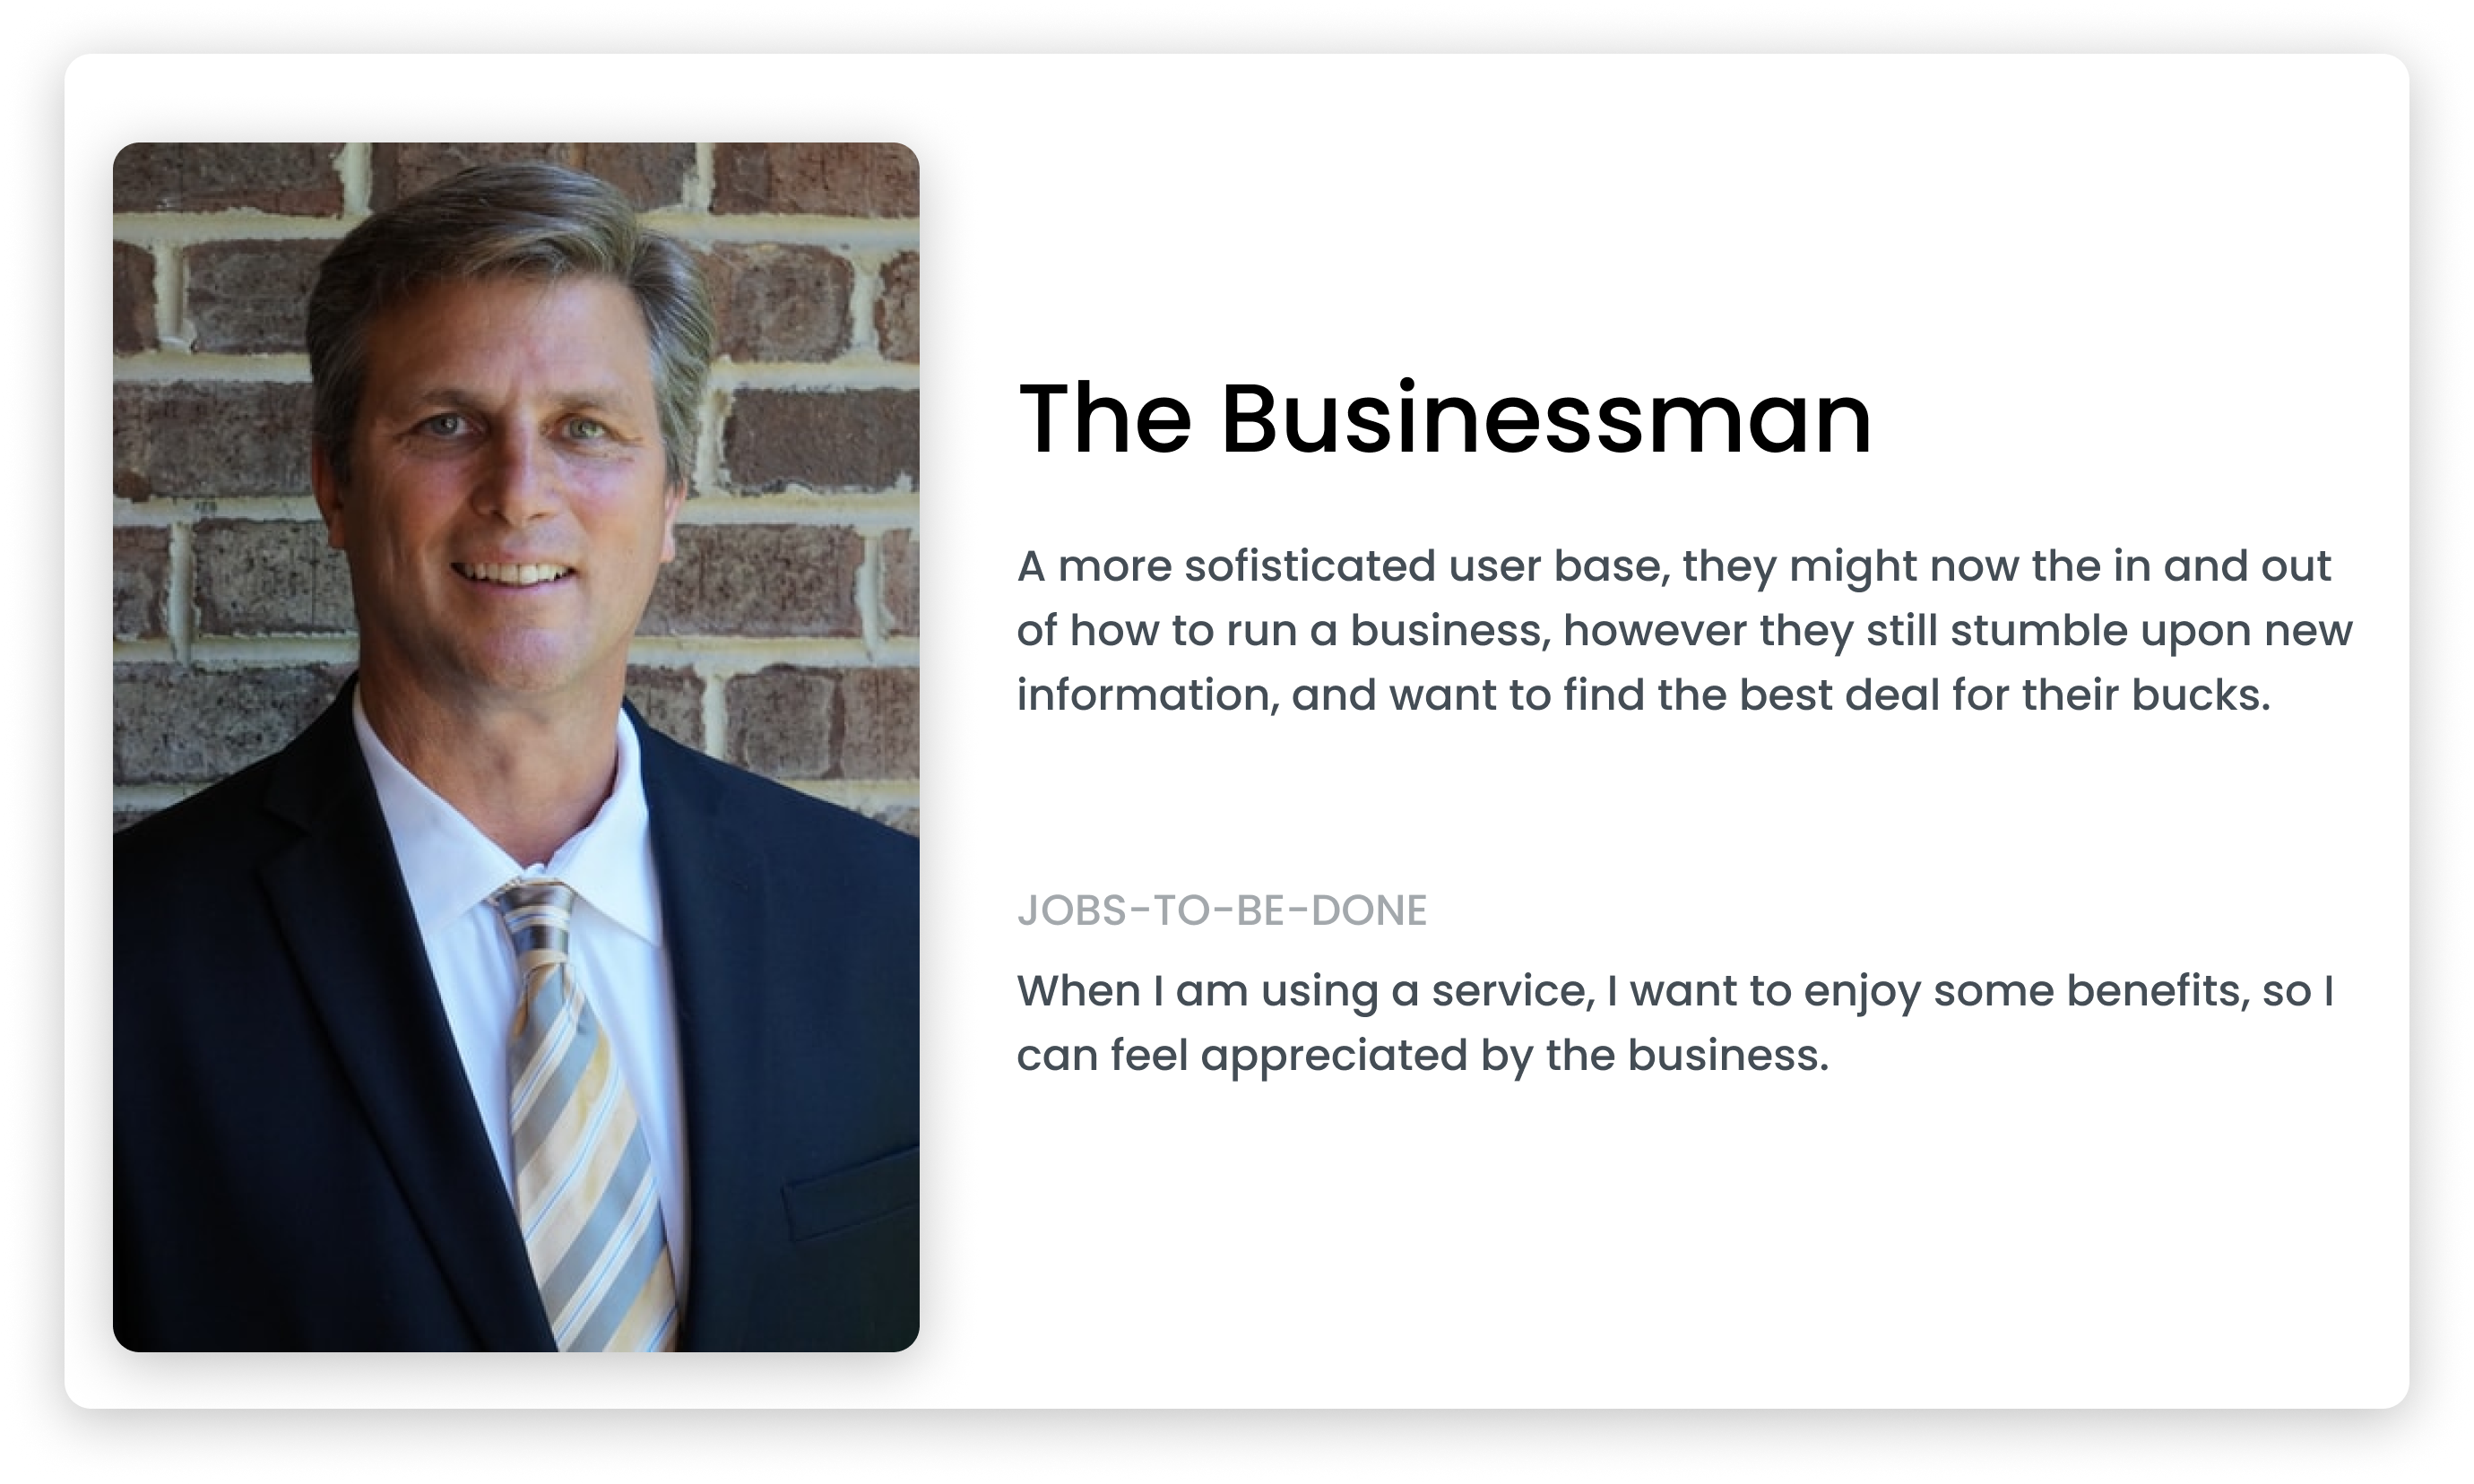 The Businessman
A more sofisticated user base, they might now the in and out
of how to run a business, however they still stumble upon new
information, and want to find the best deal for their bucks.
JOBS-TO-BE-DONE
When I am using a service, I want to enjoy some benefits, so I
can feel appreciated by the business.